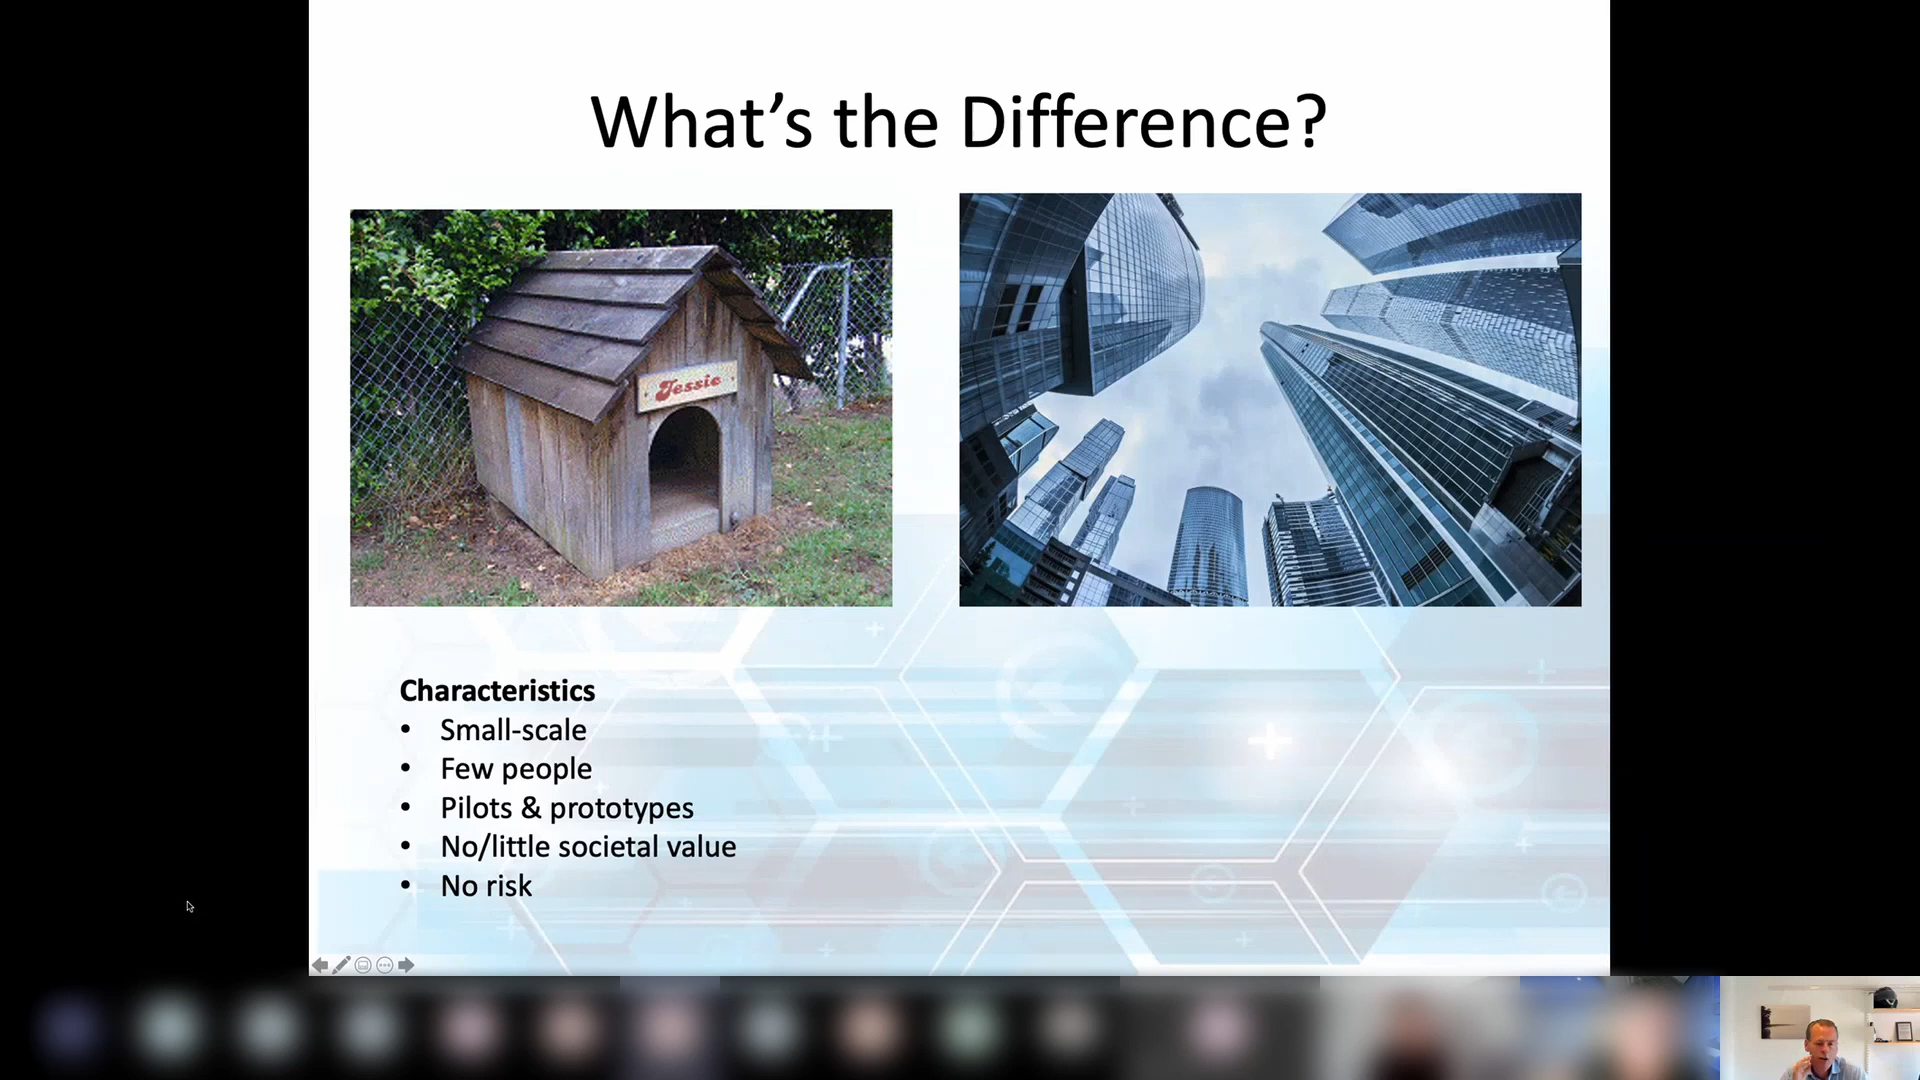 What’s the Difference?
Jessie
Characteristics
• Small-scale
• Few people
• Pilots & prototypes
• No/little societal value
• No risk